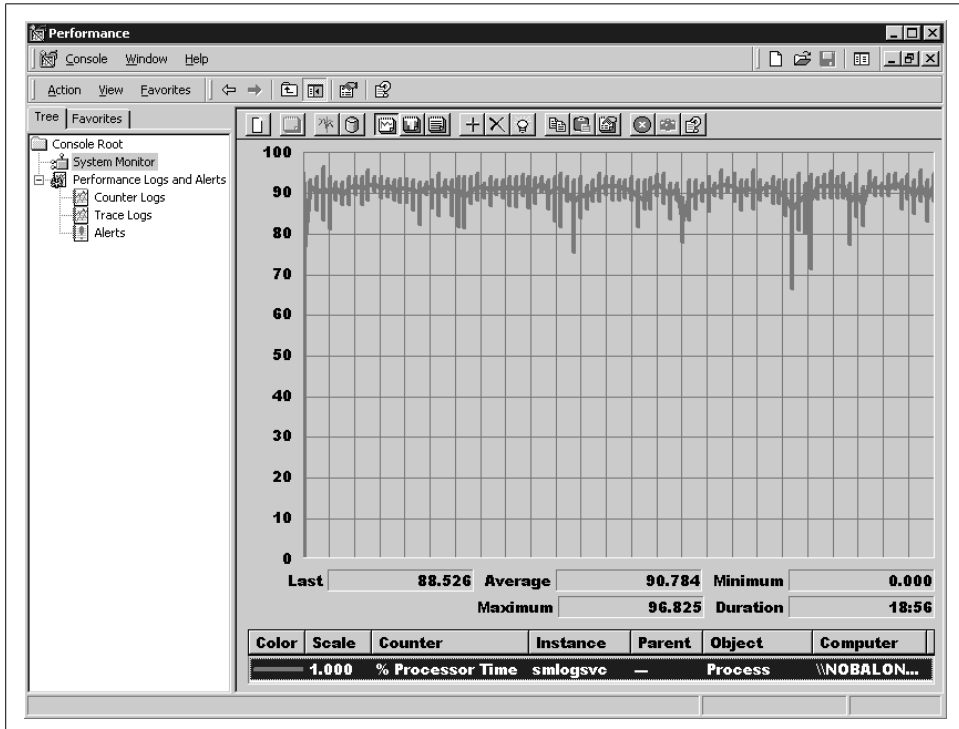 Performance
Console Window Help
Action View Favorites
Tree Favorites
Console Root
System Monitor
Performance Logs and Alerts
Counter Logs
Trace Logs
Alerts
100
90
80
70
60
50
40
30
20
10
0
Last 88.526 Average 90.784 Minimum 0.000
Maximum 96.825 Duration 18:56
Color Scale Counter Instance Parent Object Computer
1.000 % Processor Time smlogsvc — Process \\NOBALON...